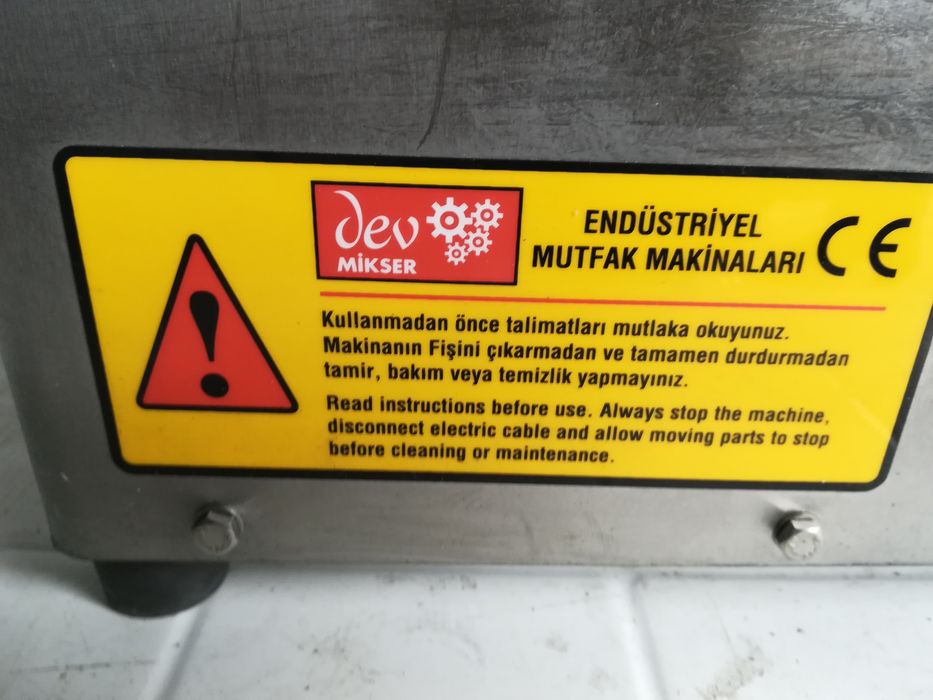 dev
MİKSER
ENDÜSTRİYEL
MUTFAK MAKİNALARI
CE
Kullanmadan önce talimatları mutlaka okuyunuz.
Makinanın Fişini çıkarmadan ve tamamen durdurmadan
tamir, bakım veya temizlik yapmayınız.
Read instructions before use. Always stop the machine,
disconnect electric cable and allow moving parts to stop
before cleaning or maintenance.